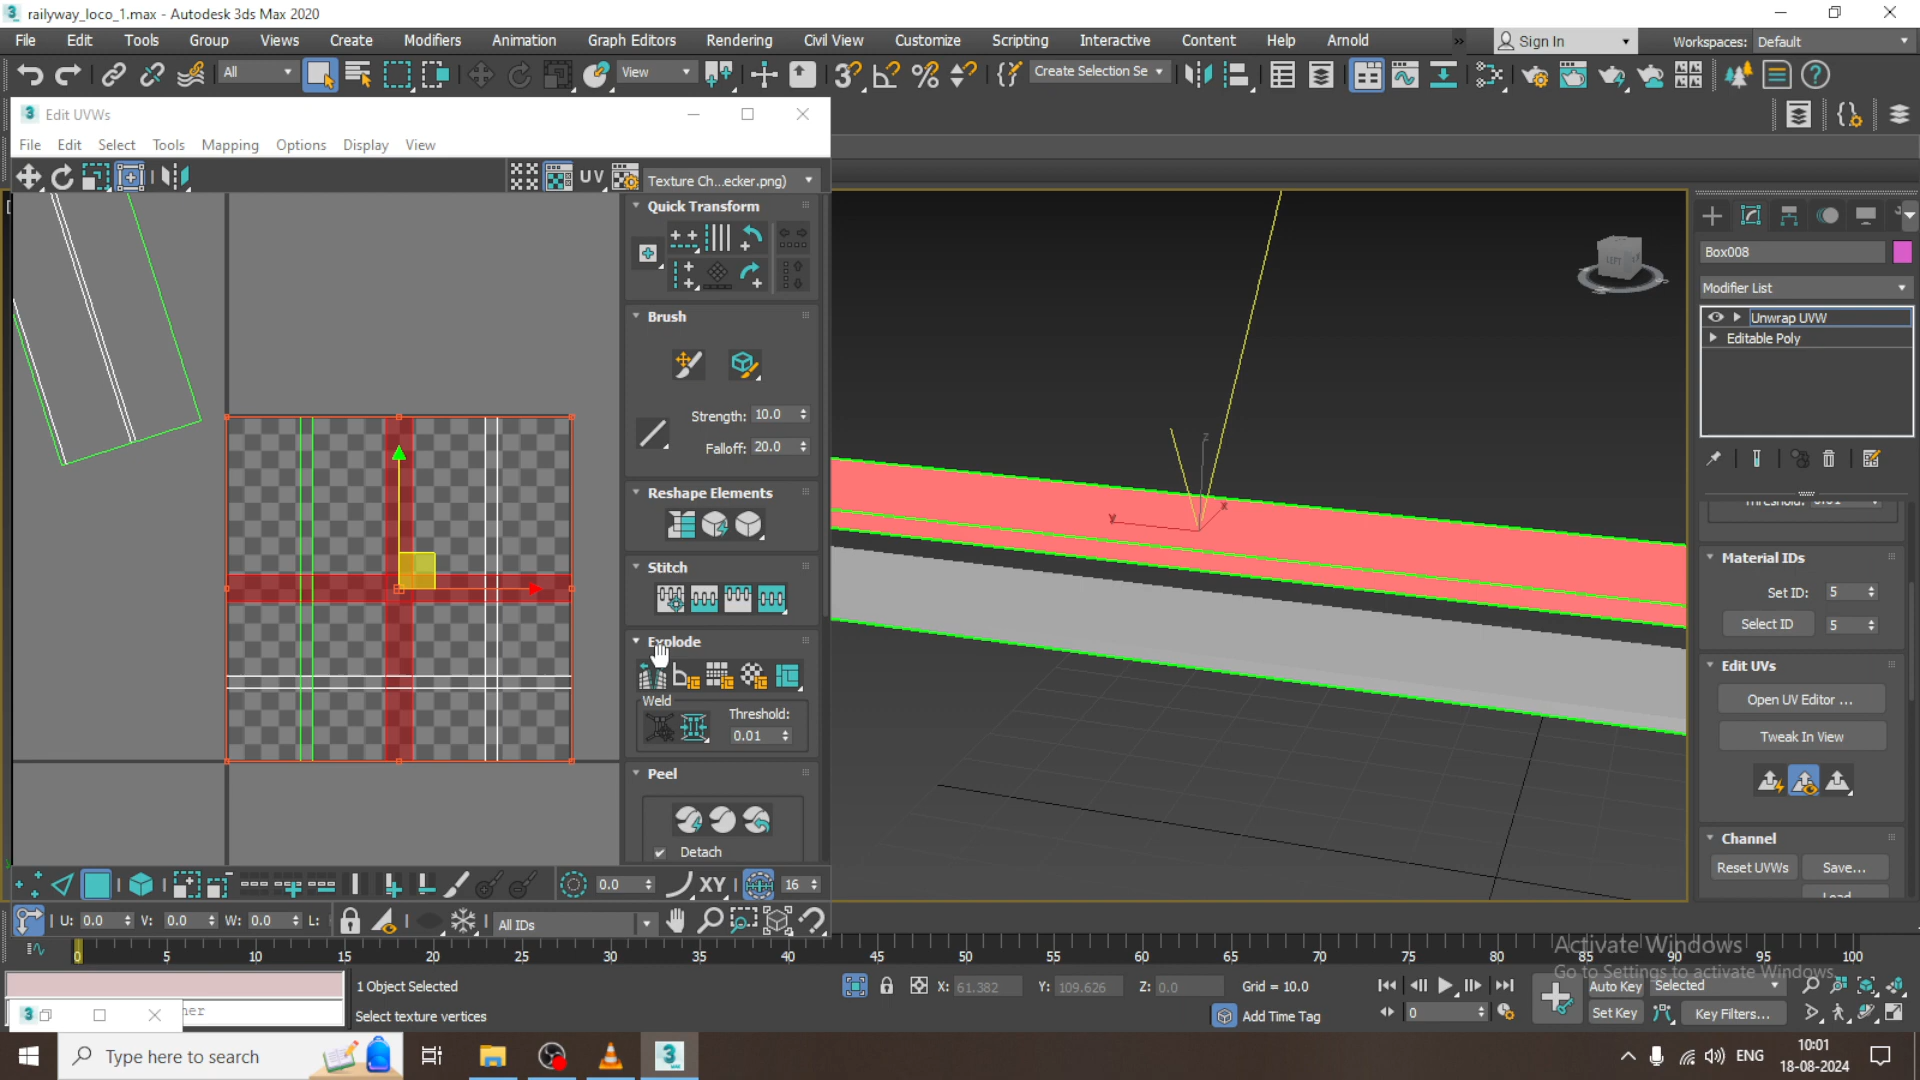 railyway_loco_1.max - Autodesk 3ds Max 2020
File Edit Tools Group Views Create Modifiers Animation Graph Editors Rendering Civil View Customize Scripting Interactive Content Help Arnold
Sign In
Workspaces: Default
All
View
Create Selection Se
Edit UVWs
File Edit Select Tools Mapping Options Display View
UV
Texture Ch...ecker.png)
Quick Transform
Brush
Strength: 10.0
Falloff: 20.0
Reshape Elements
Stitch
Explode
Weld
Threshold:
0.01
Peel
Detach
z
y
x
LEFT
Box008
Modifier List
Unwrap UVW
Editable Poly
Material IDs
Set ID: 5
Select ID 5
Edit UVs
Open UV Editor ...
Tweak In View
Channel
Reset UVWs Save...
0.0
XY
16
U: 0.0 V: 0.0 W: 0.0 L:
All IDs
0 5 10 15 20 25 30 35 40 45 50 55 60 65 70 75 80 85 90 95 100
1 Object Selected
Select texture vertices
X: 61.382 Y: 109.626 Z: 0.0 Grid = 10.0
Add Time Tag
0
Auto Key Selected
Set Key Key Filters...
Activate Windows
Go to Settings to activate Windows.
Type here to search
ENG
10:01
18-08-2024